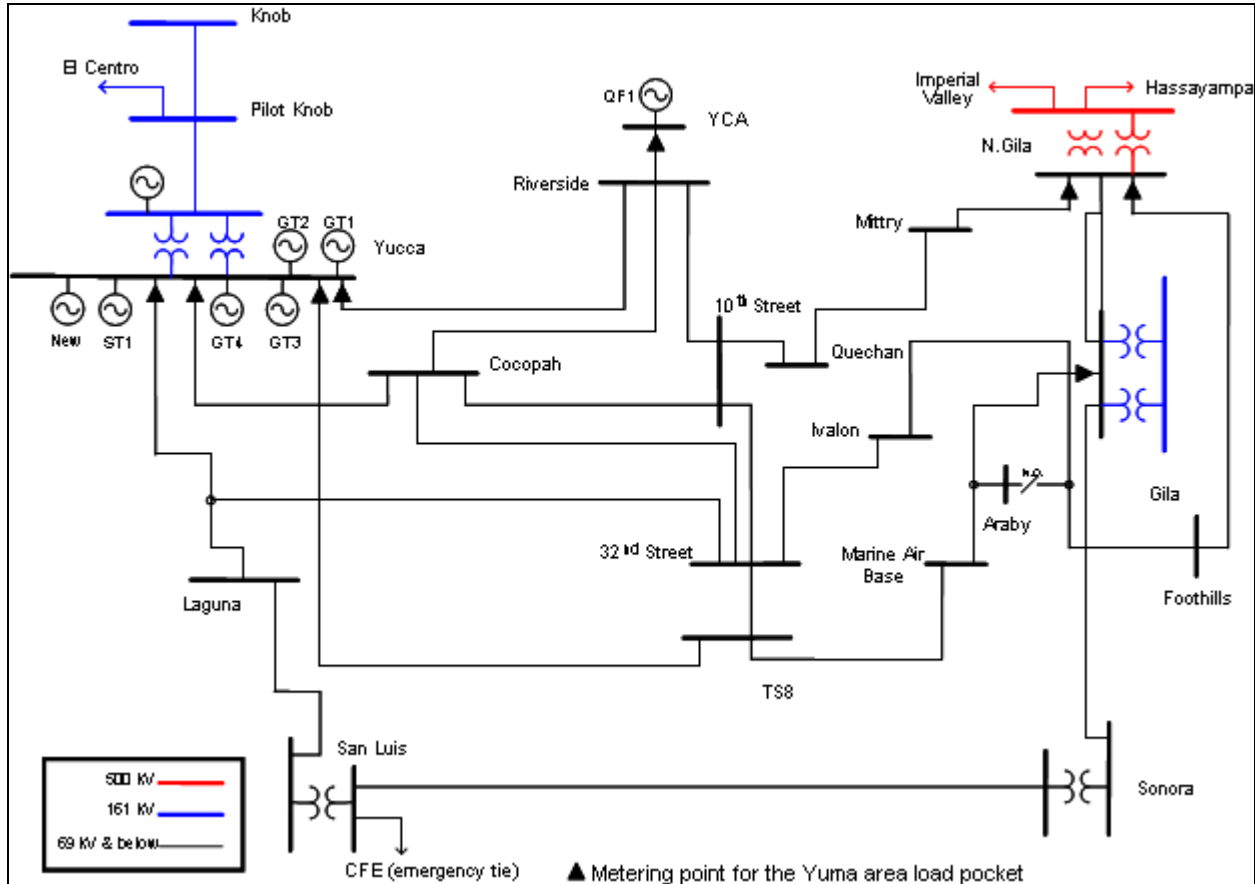 Knob
El Centro
Pilot Knob
QF1
YCA
Imperial
Valley
Hassayampa
N.Gila
Riverside
GT2
GT1
Yucca
Mittry
10th Street
New
ST1
GT4
GT3
Cocopah
Quechan
Ivalon
N.O.
Araby
Gila
32nd Street
Marine Air
Base
Laguna
Foothills
TS8
San Luis
Sonora
500 KV
161 KV
69 KV & below
CFE (emergency tie)
▲ Metering point for the Yuma area load pocket